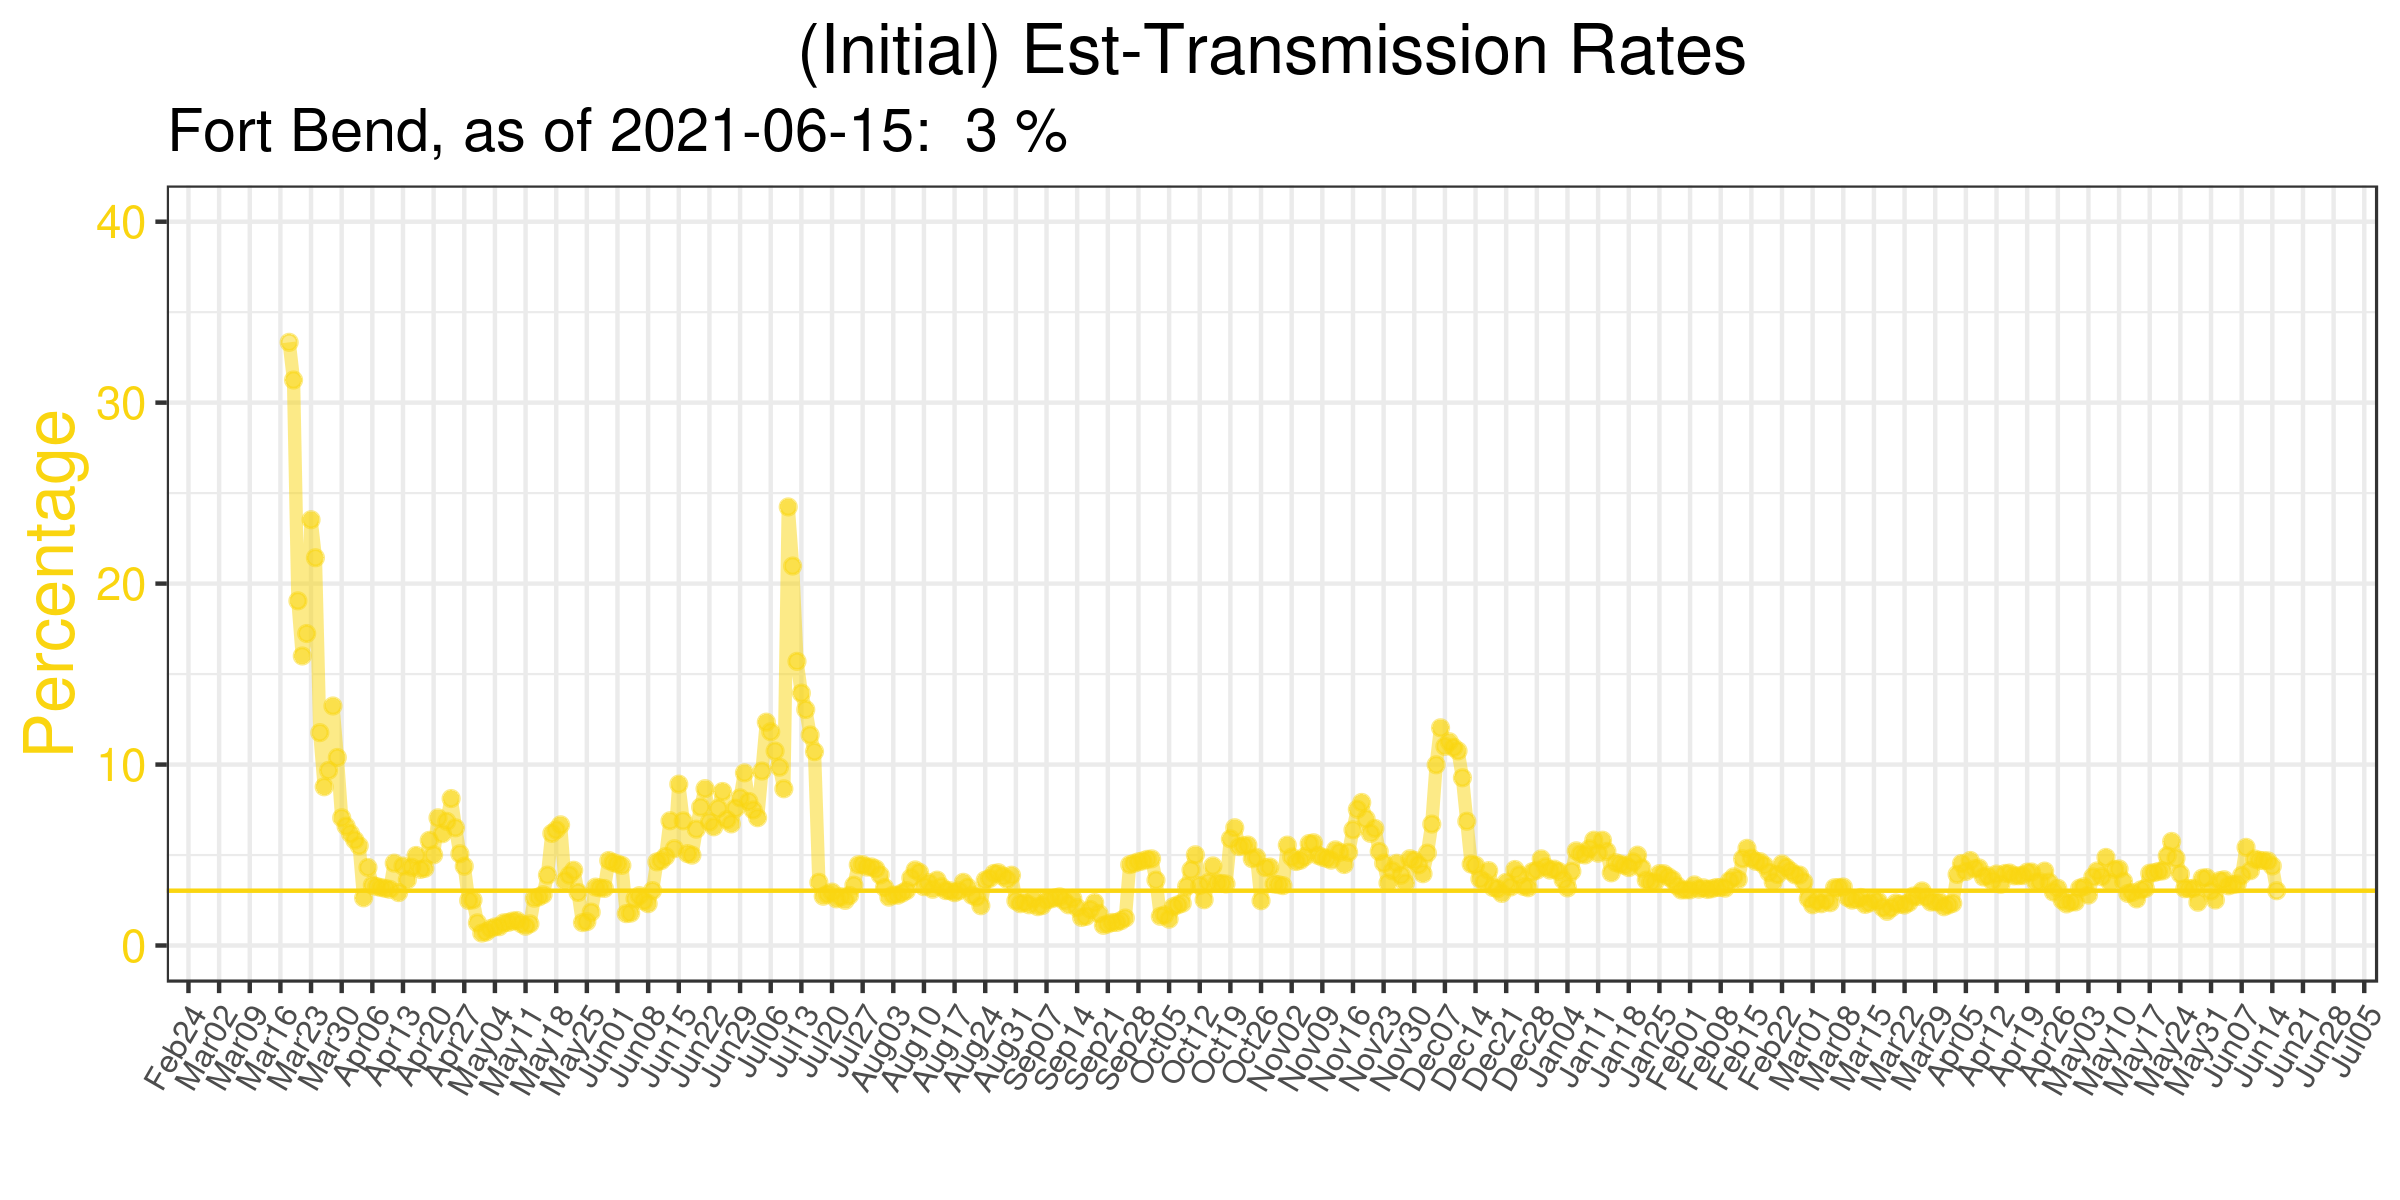 (Initial) Est-Transmission Rates
Fort Bend, as of 2021-06-15:  3 %
Percentage
40
30
20
10
0
Feb24
Mar02
Mar09
Mar16
Mar23
Mar30
Apr06
Apr13
Apr20
Apr27
May04
May11
May18
May25
Jun01
Jun08
Jun15
Jun22
Jun29
Jul06
Jul13
Jul20
Jul27
Aug03
Aug10
Aug17
Aug24
Aug31
Sep07
Sep14
Sep21
Sep28
Oct05
Oct12
Oct19
Oct26
Nov02
Nov09
Nov16
Nov23
Nov30
Dec07
Dec14
Dec21
Dec28
Jan04
Jan11
Jan18
Jan25
Feb01
Feb08
Feb15
Feb22
Mar01
Mar08
Mar15
Mar22
Mar29
Apr05
Apr12
Apr19
Apr26
May03
May10
May17
May24
May31
Jun07
Jun14
Jun21
Jun28
Jul05